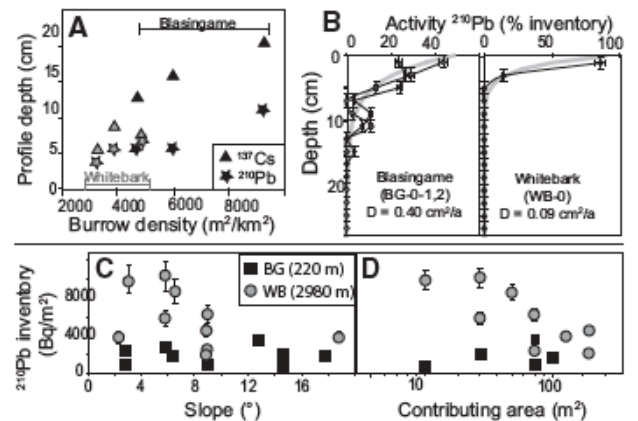 A
Blasingame
Profile depth (cm)
20
15
10
5
0
▲ ¹³⁷Cs
★ ²¹⁰Pb
Whitebark
2000 4000 6000 8000
Burrow density (m²/km²)
B
Activity ²¹⁰Pb (% inventory)
0 20 40 0 50 100
Depth (cm)
0
10
20
Blasingame
(BG-0-1,2)
D = 0.40 cm²/a
Whitebark
(WB-0)
D = 0.09 cm²/a
C
■ BG (220 m)
● WB (2980 m)
D
²¹⁰Pb inventory
(Bq/m²)
8000
4000
0
0 4 8 12 16
Slope (°)
10 100
Contributing area (m²)